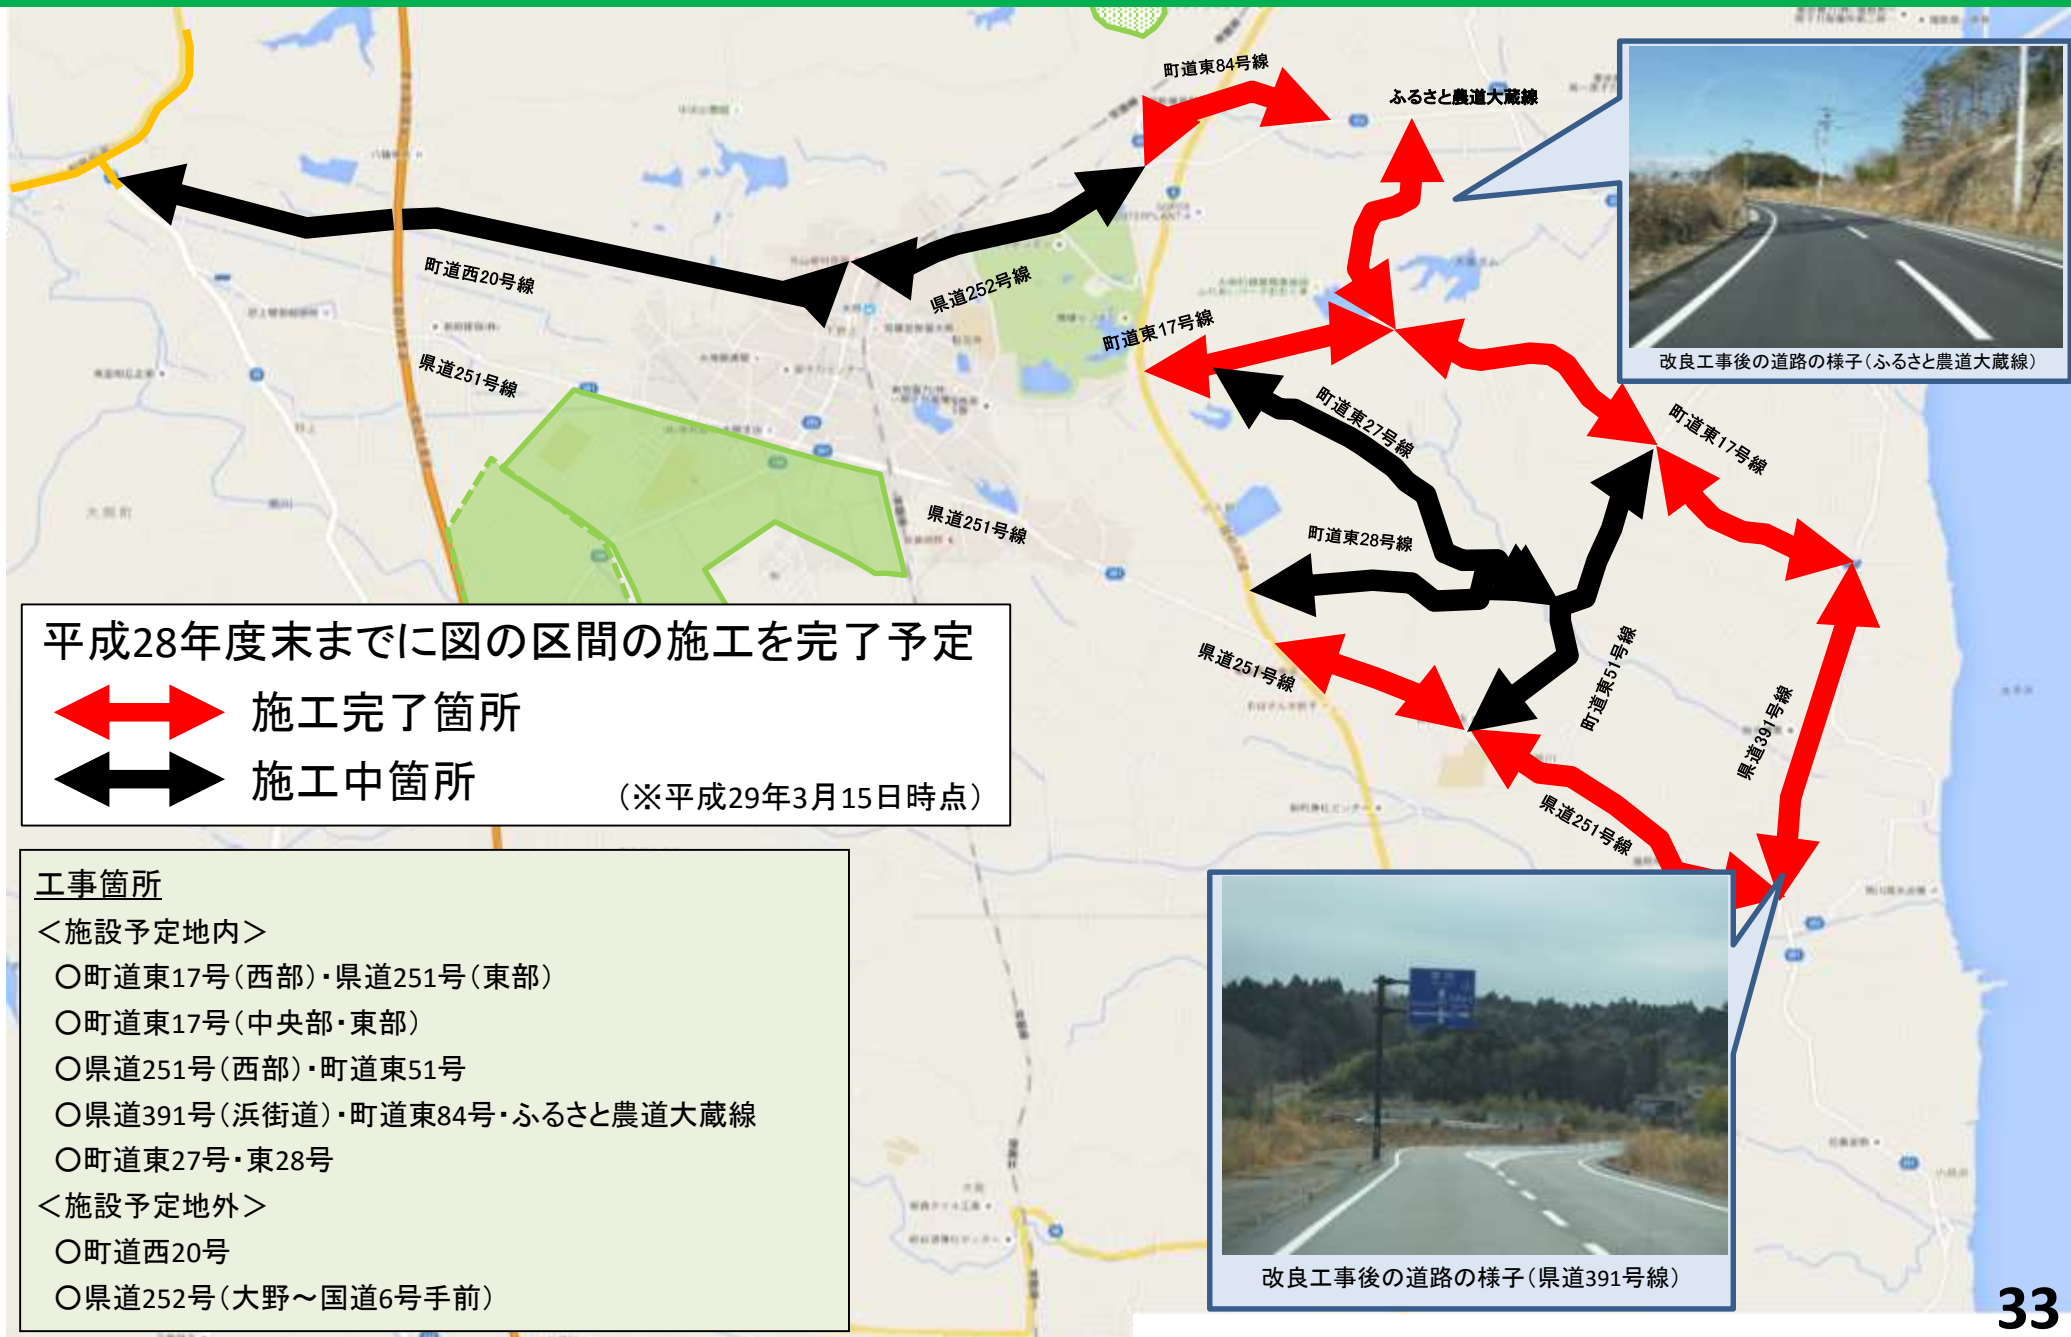 町道東84号線
ふるさと農道大蔵線
改良工事後の道路の様子(ふるさと農道大蔵線)
町道西20号線
県道252号線
町道東17号線
県道251号線
町道東27号線
町道東17号線
県道251号線
町道東28号線
県道251号線
町道東51号線
県道391号線
県道251号線
平成28年度末までに図の区間の施工を完了予定
施工完了箇所
施工中箇所
(※平成29年3月15日時点)
工事箇所
<施設予定地内>
○町道東17号(西部)・県道251号(東部)
○町道東17号(中央部・東部)
○県道251号(西部)・町道東51号
○県道391号(浜街道)・町道東84号・ふるさと農道大蔵線
○町道東27号・東28号
<施設予定地外>
○町道西20号
○県道252号(大野~国道6号手前)
改良工事後の道路の様子(県道391号線)
33